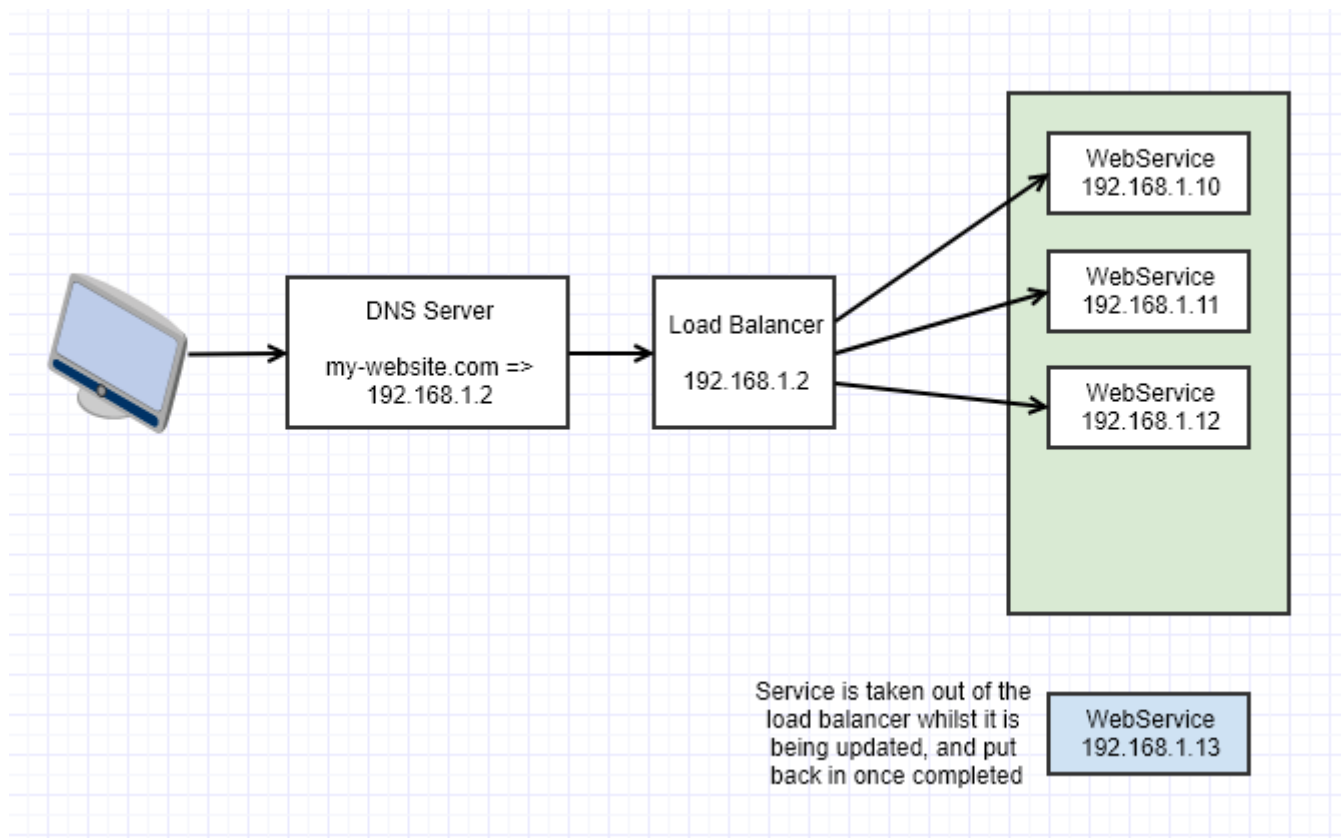 DNS Server
my-website.com =>
192.168.1.2
Load Balancer
192.168.1.2
WebService
192.168.1.10
WebService
192.168.1.11
WebService
192.168.1.12
Service is taken out of the
load balancer whilst it is
being updated, and put
back in once completed
WebService
192.168.1.13